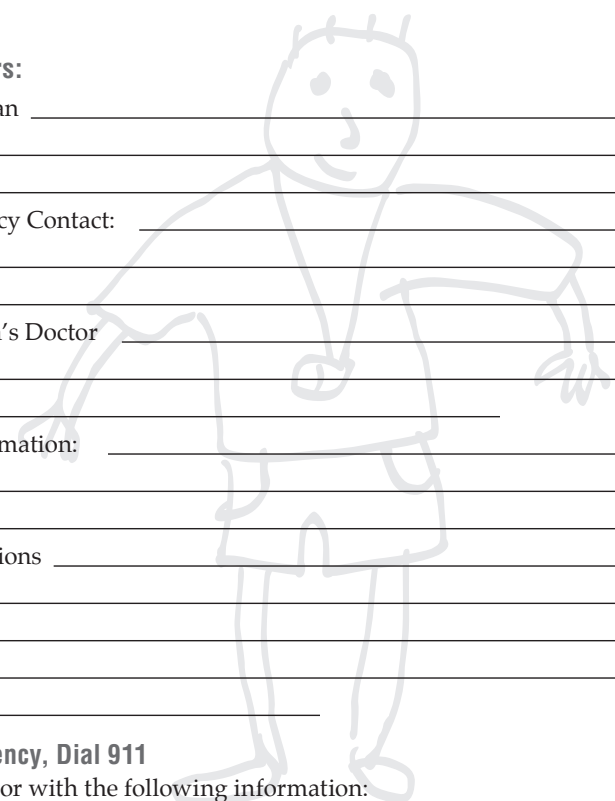 rs:
an
cy Contact:
's Doctor
mation:
ions
ency, Dial 911
or with the following information: